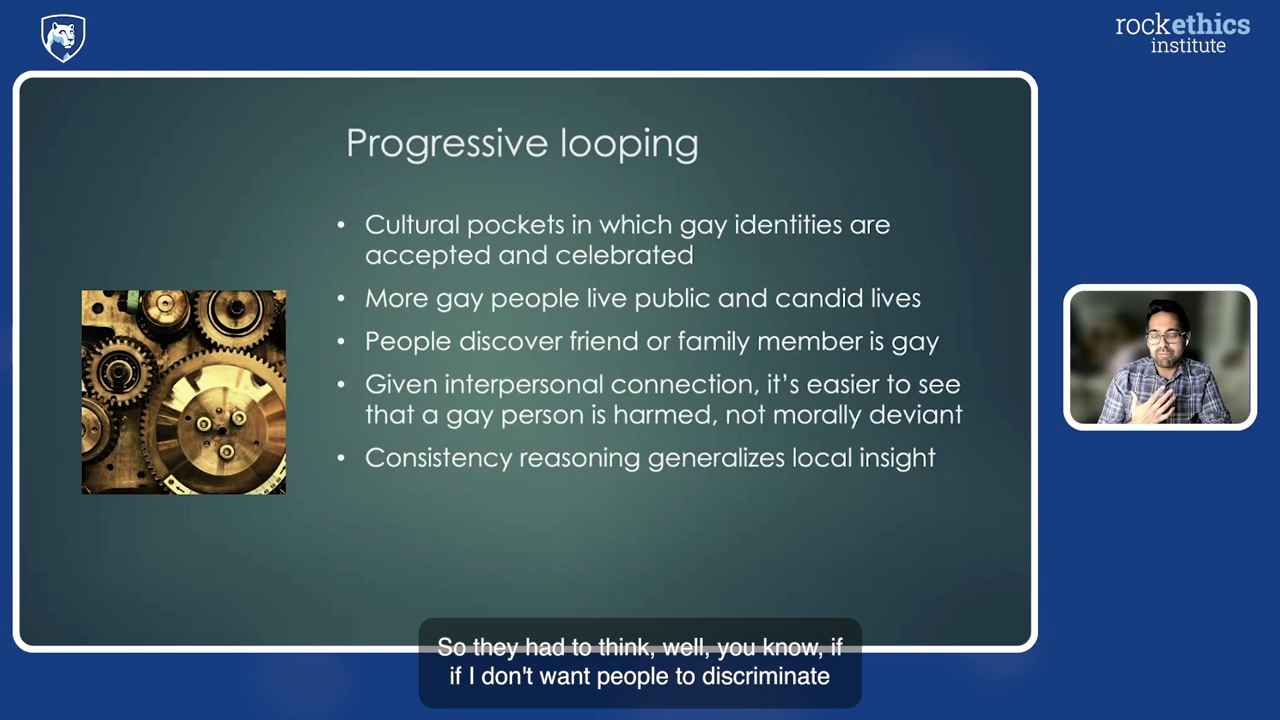 rockethics
institute
Progressive looping
• Cultural pockets in which gay identities are
accepted and celebrated
• More gay people live public and candid lives
• People discover friend or family member is gay
• Given interpersonal connection, it's easier to see
that a gay person is harmed, not morally deviant
• Consistency reasoning generalizes local insight
So they had to think, well, you know, if
if I don't want people to discriminate